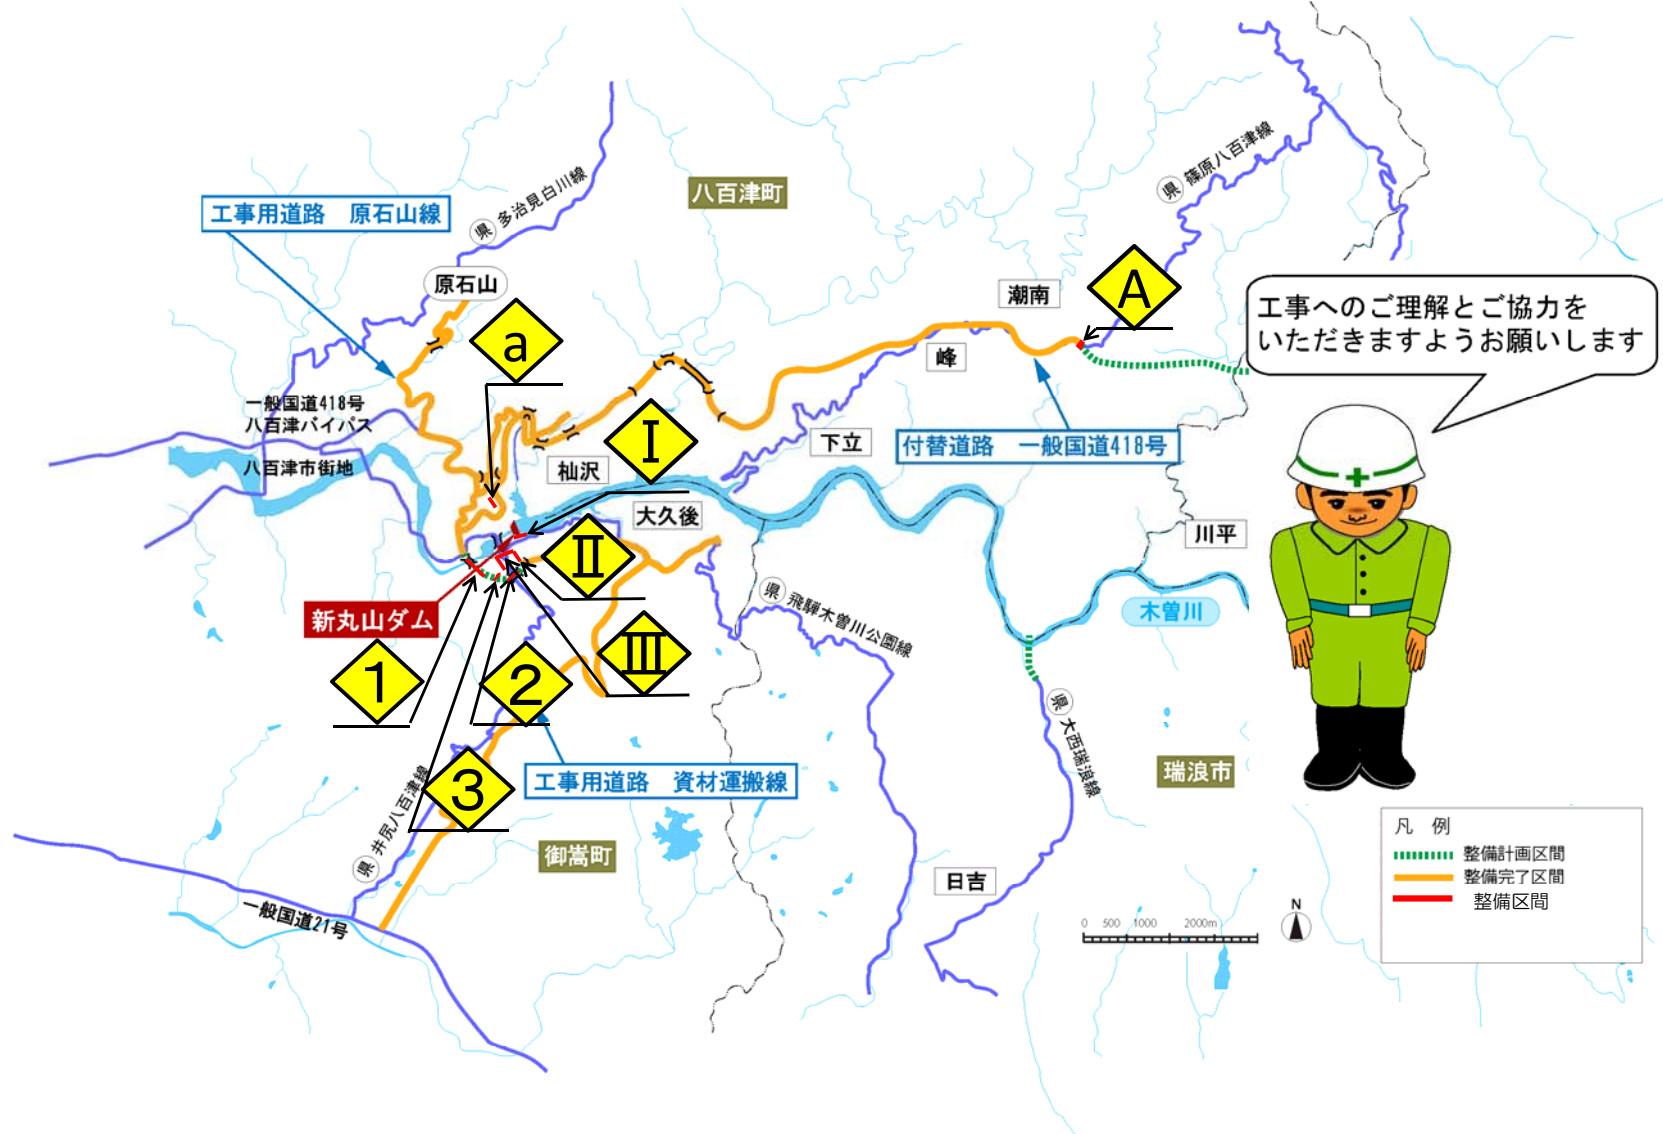 八百津町
県 篠原八百津線
県 多治見白川線
工事用道路　原石山線
原石山
潮南
A
工事へのご理解とご協力を
いただきますようお願いします
a
峰
一般国道418号
八百津バイパス
八百津市街地
Ⅰ
下立
付替道路　一般国道418号
杣沢
大久後
川平
Ⅱ
新丸山ダム
県 飛騨木曽川公園線
木曽川
1
2
Ⅲ
県 大西瑞浪線
3
工事用道路　資材運搬線
瑞浪市
県 井尻八百津線
御嵩町
日吉
一般国道21号
凡　例
整備計画区間
整備完了区間
整備区間
0 500 1000 2000m
N